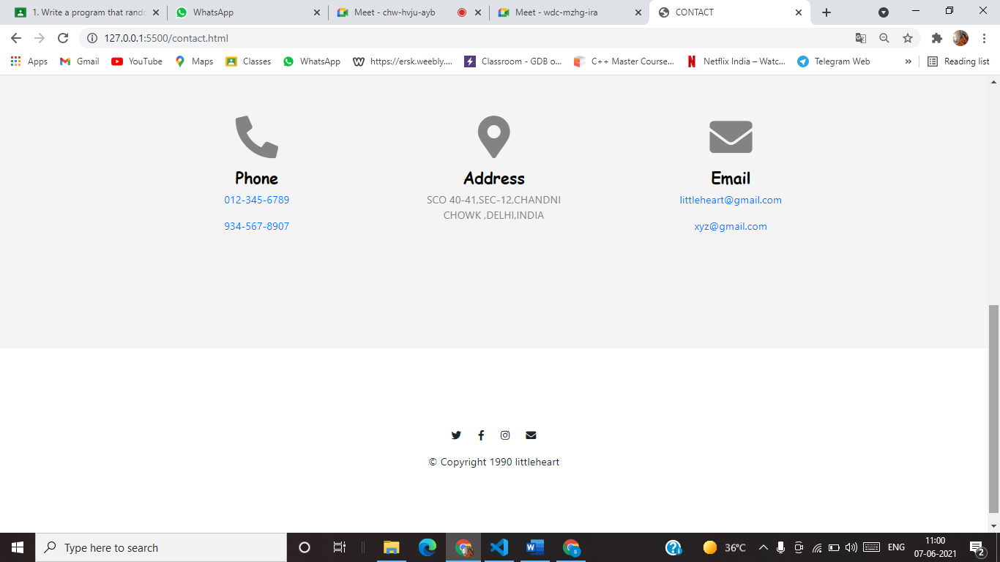 1. Write a program that rando
WhatsApp
Meet - chw-hvju-ayb
Meet - wdc-mzhg-ira
CONTACT
127.0.0.1:5500/contact.html
Apps
Gmail
YouTube
Maps
Classes
WhatsApp
https://ersk.weebly....
Classroom - GDB o...
C++ Master Course...
Netflix India – Watc...
Telegram Web
»
Reading list
Phone
012-345-6789
934-567-8907
Address
SCO 40-41,SEC-12,CHANDNI
CHOWK ,DELHI,INDIA
Email
littleheart@gmail.com
xyz@gmail.com
© Copyright 1990 littleheart
Type here to search
36°C
ENG
11:00
07-06-2021
2